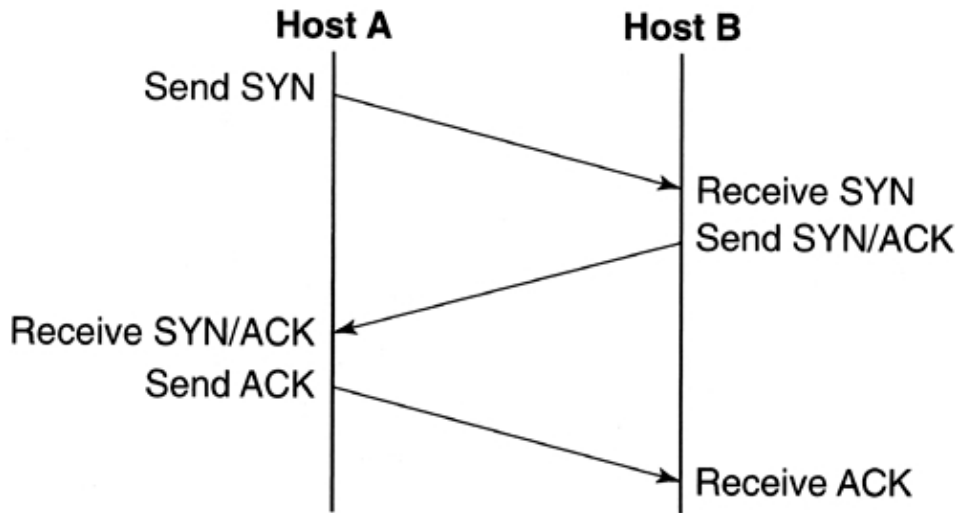 Host A
Host B
Send SYN
Receive SYN
Send SYN/ACK
Receive SYN/ACK
Send ACK
Receive ACK